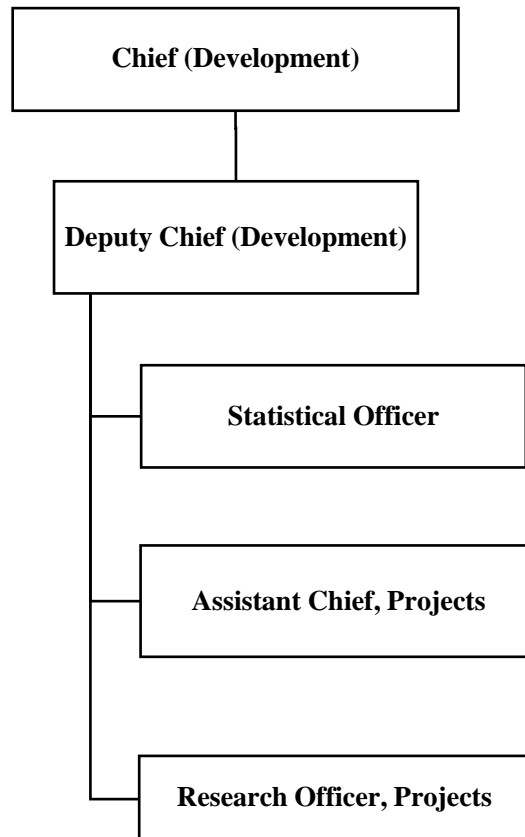 Chief (Development)
Deputy Chief (Development)
Statistical Officer
Assistant Chief, Projects
Research Officer, Projects